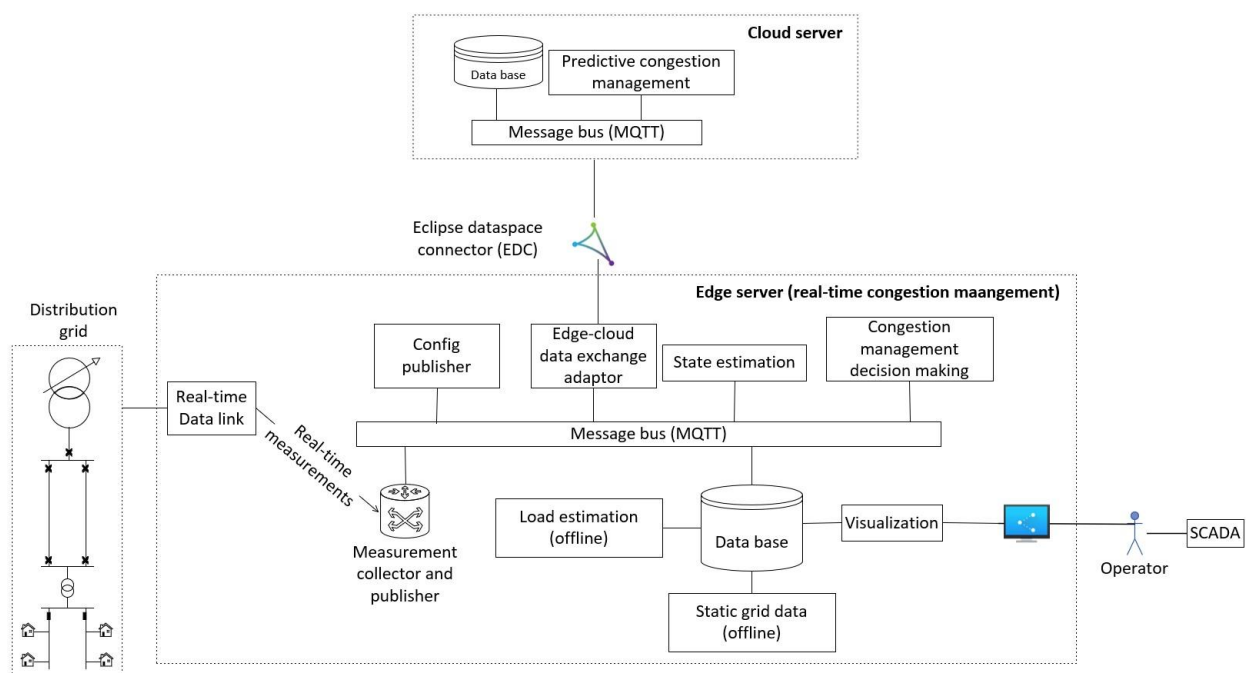 Cloud server
Data base
Predictive congestion
management
Message bus (MQTT)
Eclipse dataspace
connector (EDC)
Edge server (real-time congestion maangement)
Distribution
grid
Config
publisher
Edge-cloud
data exchange
adaptor
State estimation
Congestion
management
decision making
Real-time
Data link
Real-time
measurements
Message bus (MQTT)
Measurement
collector and
publisher
Load estimation
(offline)
Data base
Visualization
Operator
SCADA
Static grid data
(offline)